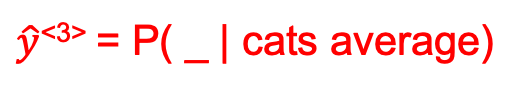 ŷ<3> = P( _ | cats average)